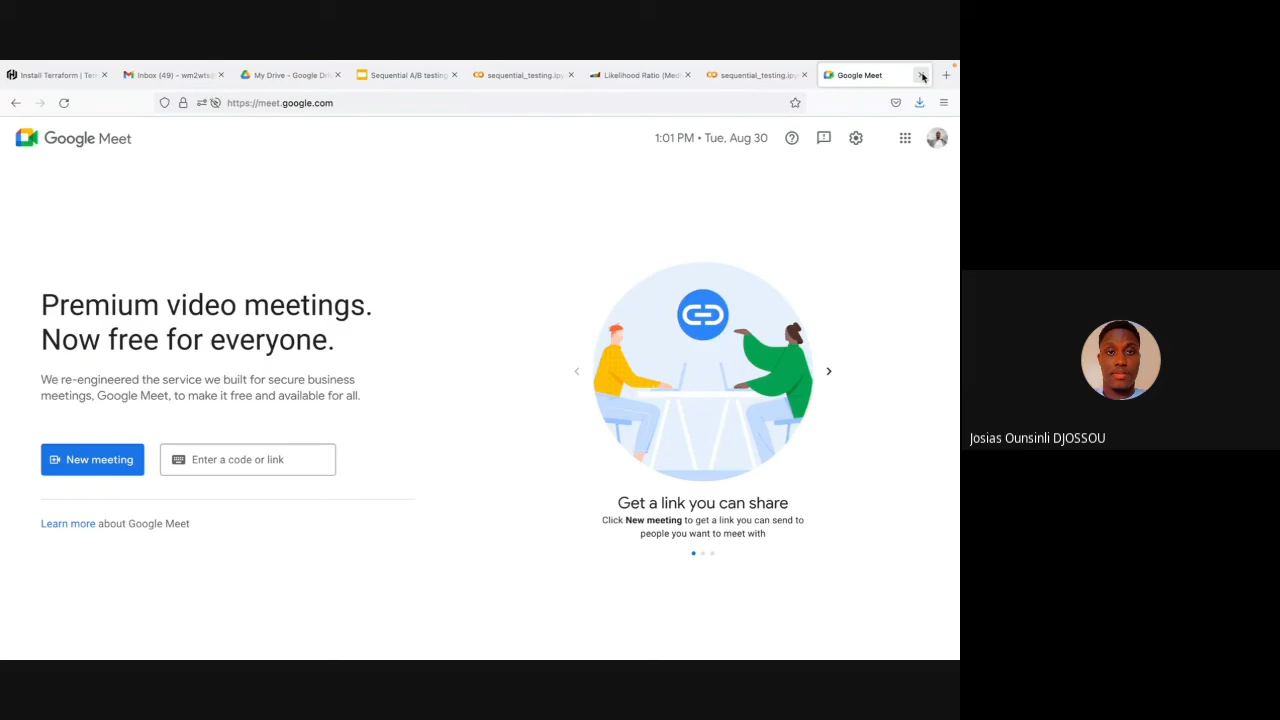 Install Terraform | Terr
Inbox (49) - wm2wts
My Drive - Google Dri
Sequential A/B testing
sequential_testing.ipy
Likelihood Ratio (Medi
sequential_testing.ipy
Google Meet
https://meet.google.com
Google Meet
1:01 PM • Tue, Aug 30
Premium video meetings.
Now free for everyone.
We re-engineered the service we built for secure business
meetings, Google Meet, to make it free and available for all.
New meeting
Enter a code or link
Learn more about Google Meet
Get a link you can share
Click New meeting to get a link you can send to
people you want to meet with
Josias Ounsinli DJOSSOU